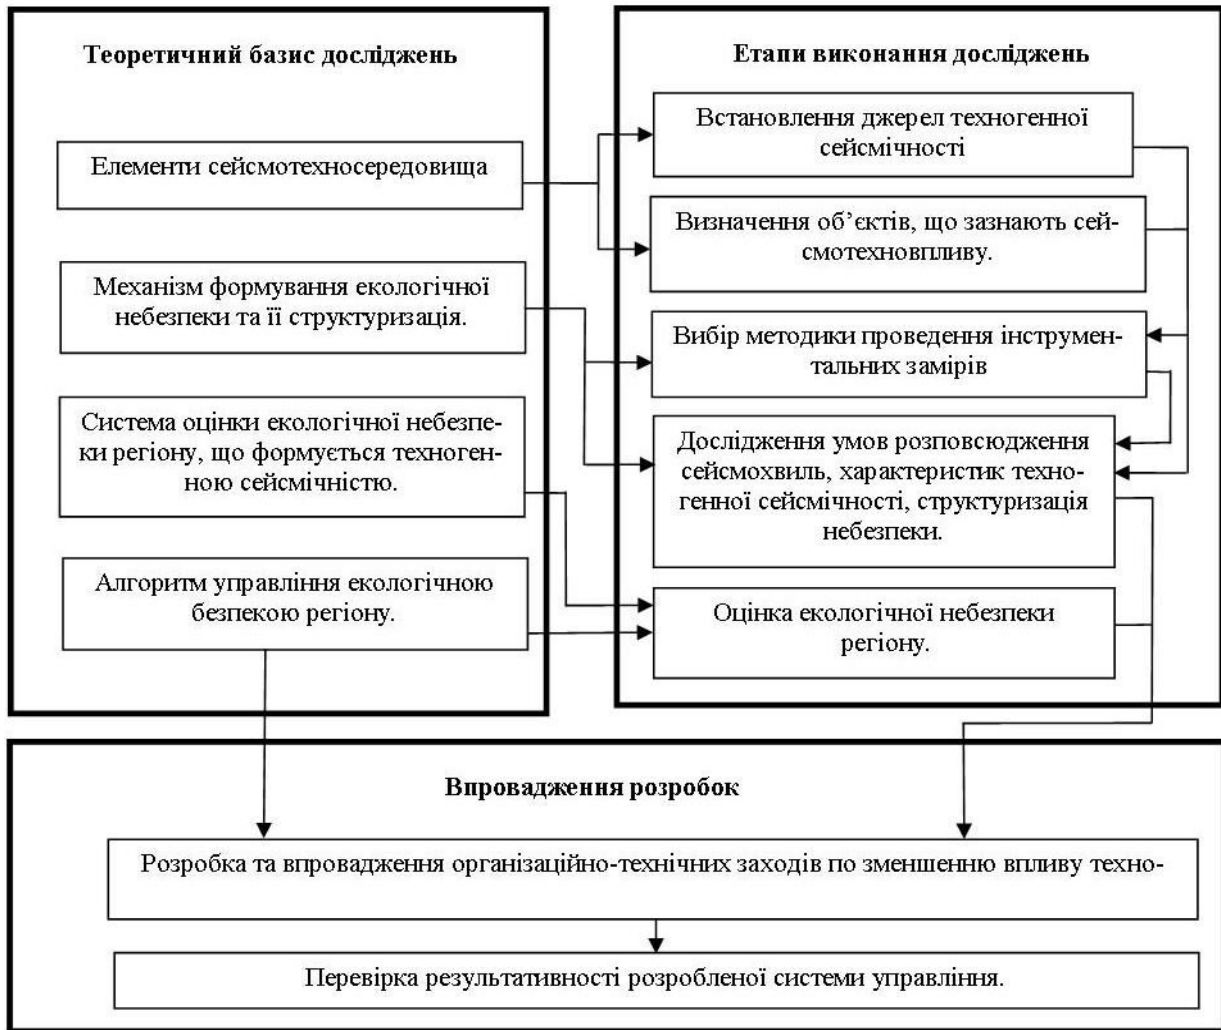 Теоретичний базис досліджень
Елементи сейсмотехносередовища
Механізм формування екологічної
небезпеки та її структуризація.
Система оцінки екологічної небезпе-
ки регіону, що формується техноген-
ною сейсмічністю.
Алгоритм управління екологічною
безпекою регіону.
Етапи виконання досліджень
Встановлення джерел техногенної
сейсмічності
Визначення об’єктів, що зазнають сей-
смотехновпливу.
Вибір методики проведення інструмен-
тальних замірів
Дослідження умов розповсюдження
сейсмохвиль, характеристик техно-
генної сейсмічності, структуризація
небезпеки.
Оцінка екологічної небезпеки
регіону.
Впровадження розробок
Розробка та впровадження організаційно-технічних заходів по зменшенню впливу техно-
Перевірка результативності розробленої системи управління.